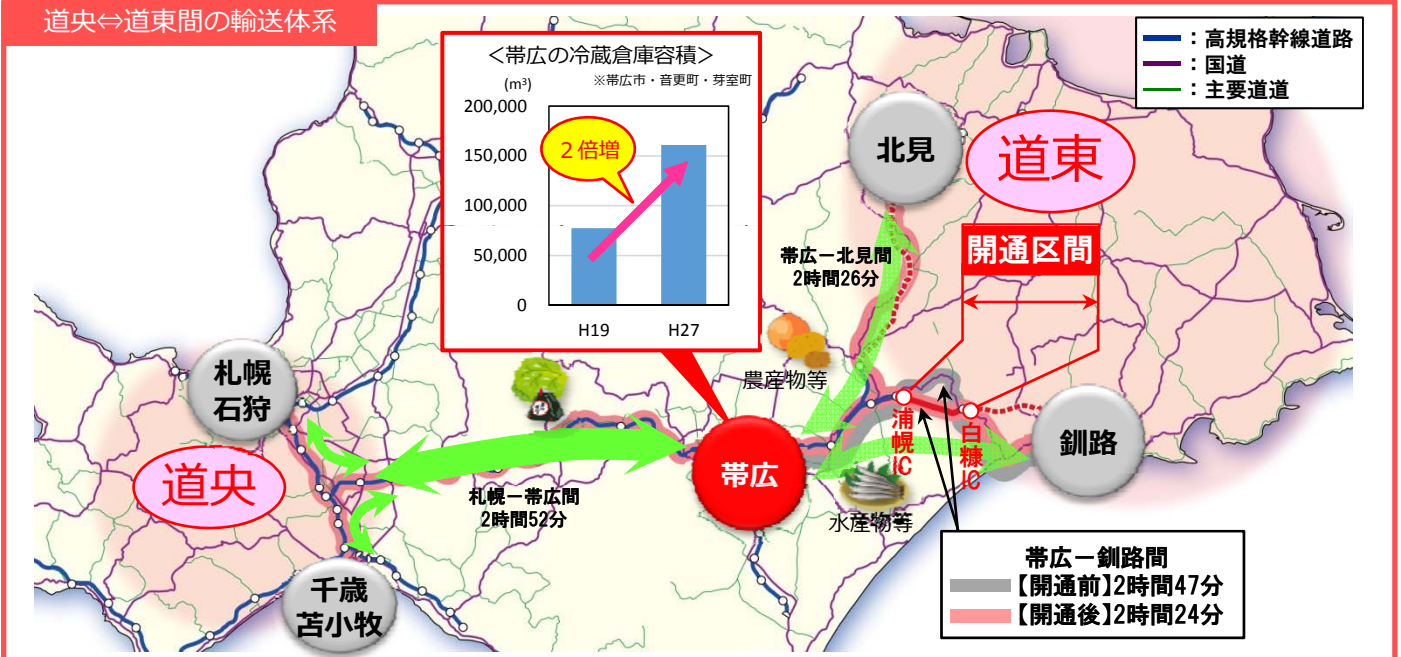 道央⇔道東間の輸送体系
＜帯広の冷蔵倉庫容積＞
(m³)
※帯広市・音更町・芽室町
200,000
150,000
100,000
50,000
0
H19
H27
２倍増
：高規格幹線道路
：国道
：主要道道
北見
道東
開通区間
帯広－北見間
2時間26分
農産物等
札幌
石狩
道央
札幌－帯広間
2時間52分
帯広
浦幌IC
白糠IC
釧路
水産物等
千歳
苫小牧
帯広－釧路間
【開通前】2時間47分
【開通後】2時間24分